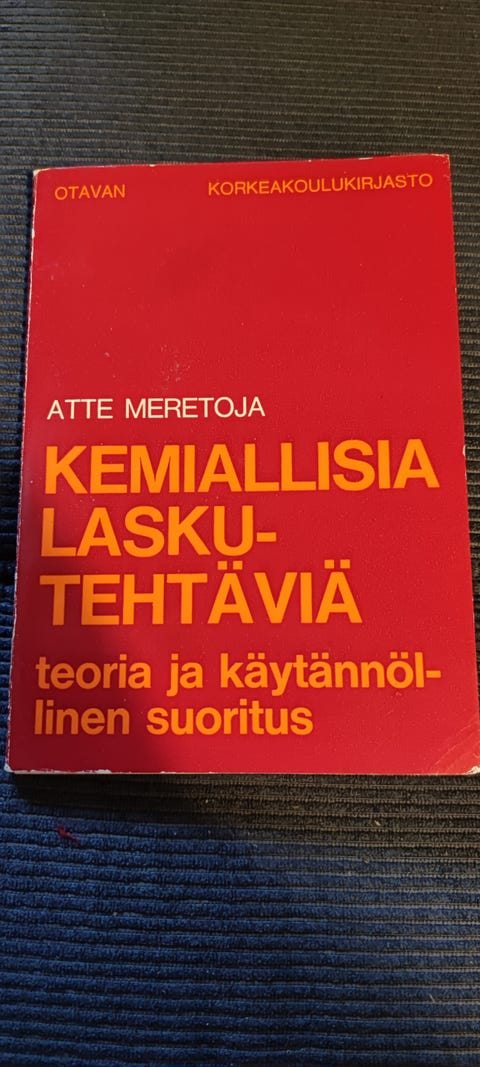 OTAVAN KORKEAKOULUKIRJASTO
ATTE MERETOJA
KEMIALLISIA
LASKU-
TEHTÄVIÄ
teoria ja käytännöl-
linen suoritus